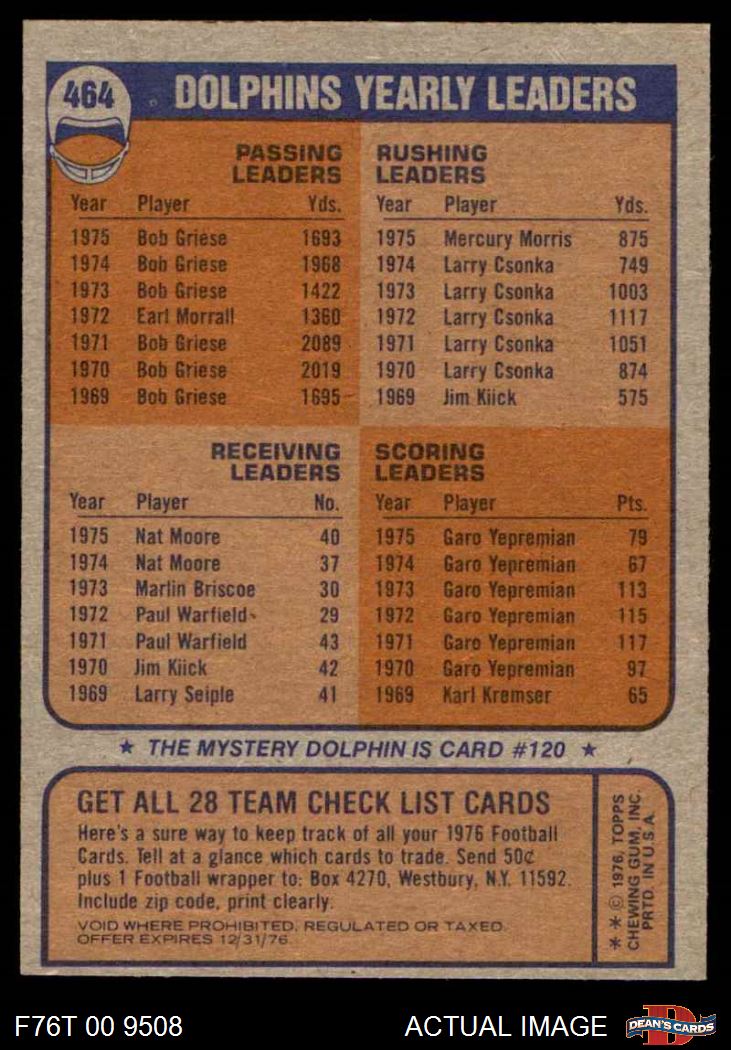 464
DOLPHINS YEARLY LEADERS
PASSING
LEADERS
Year Player Yds.
1975 Bob Griese 1693
1974 Bob Griese 1968
1973 Bob Griese 1422
1972 Earl Morrall 1360
1971 Bob Griese 2089
1970 Bob Griese 2019
1969 Bob Griese 1695
RUSHING
LEADERS
Year Player Yds.
1975 Mercury Morris 875
1974 Larry Csonka 749
1973 Larry Csonka 1003
1972 Larry Csonka 1117
1971 Larry Csonka 1051
1970 Larry Csonka 874
1969 Jim Kiick 575
RECEIVING
LEADERS
Year Player No.
1975 Nat Moore 40
1974 Nat Moore 37
1973 Marlin Briscoe 30
1972 Paul Warfield 29
1971 Paul Warfield 43
1970 Jim Kiick 42
1969 Larry Seiple 41
SCORING
LEADERS
Year Player Pts.
1975 Garo Yepremian 79
1974 Garo Yepremian 67
1973 Garo Yepremian 113
1972 Garo Yepremian 115
1971 Garo Yepremian 117
1970 Garo Yepremian 97
1969 Karl Kremser 65
★ THE MYSTERY DOLPHIN IS CARD #120 ★
GET ALL 28 TEAM CHECK LIST CARDS
Here's a sure way to keep track of all your 1976 Football
Cards. Tell at a glance which cards to trade. Send 50¢
plus 1 Football wrapper to: Box 4270, Westbury, N.Y. 11592.
Include zip code, print clearly.
VOID WHERE PROHIBITED, REGULATED OR TAXED.
OFFER EXPIRES 12/31/76.
* * © 1976, TOPPS
CHEWING GUM, INC.
PRTD. IN U.S.A.
F76T 00 9508
ACTUAL IMAGE
D
DEAN'S CARDS